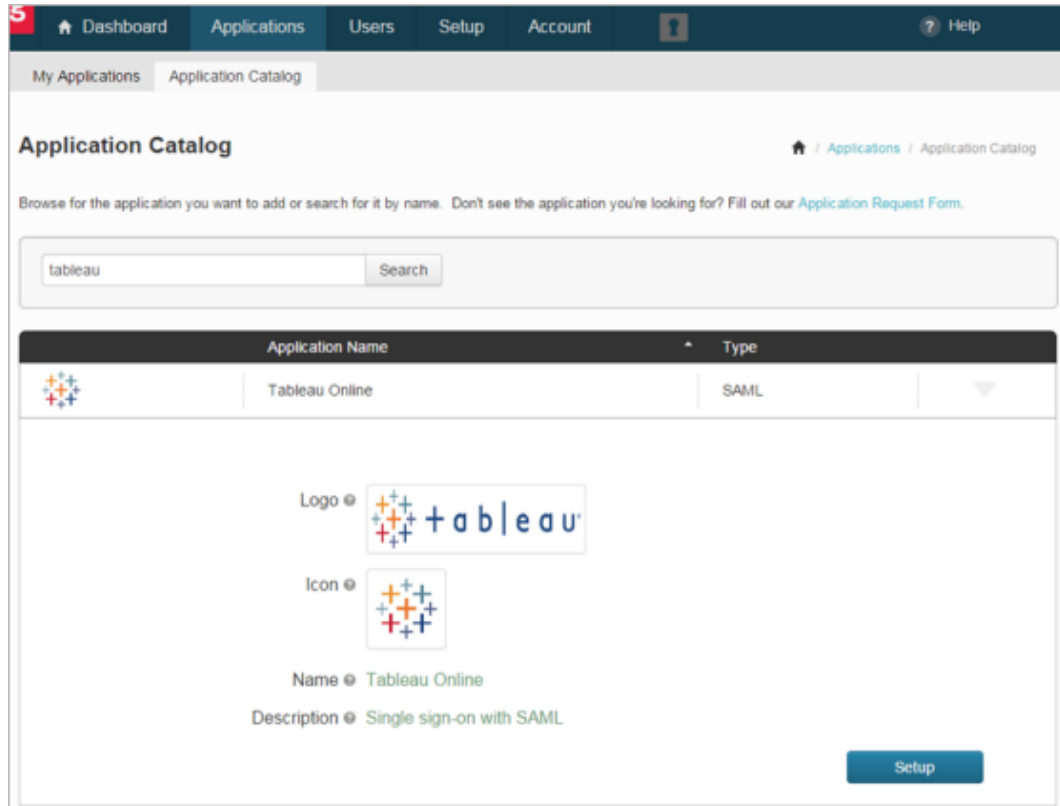 5 Dashboard Applications Users Setup Account ? Help
My Applications Application Catalog
Application Catalog
/ Applications / Application Catalog
Browse for the application you want to add or search for it by name. Don't see the application you're looking for? Fill out our Application Request Form.
tableau Search
Application Name Type
Tableau Online SAML
Logo ?
+ableau
Icon ?
Name ? Tableau Online
Description ? Single sign-on with SAML
Setup